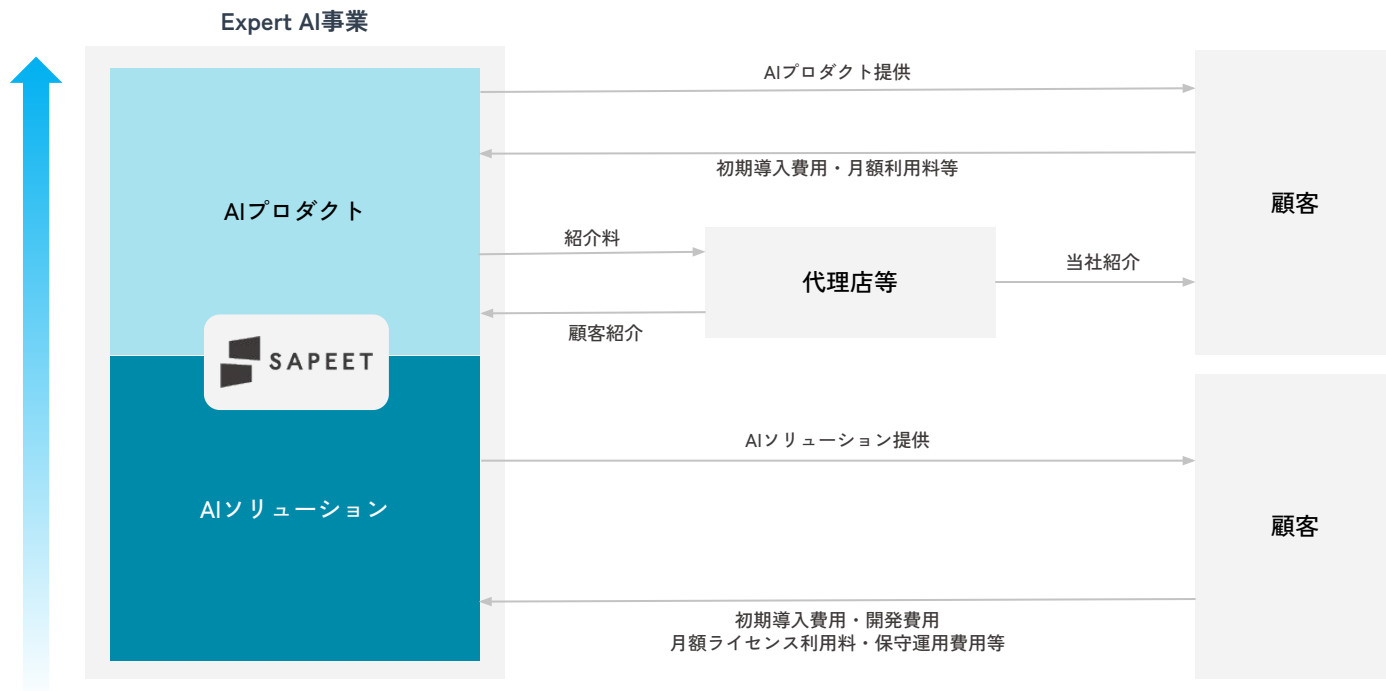 Expert AI事業
AIプロダクト提供
初期導入費用・月額利用料等
顧客
AIプロダクト
紹介料
代理店等
当社紹介
顧客紹介
SAPEET
AIソリューション提供
AIソリューション
顧客
初期導入費用・開発費用
月額ライセンス利用料・保守運用費用等